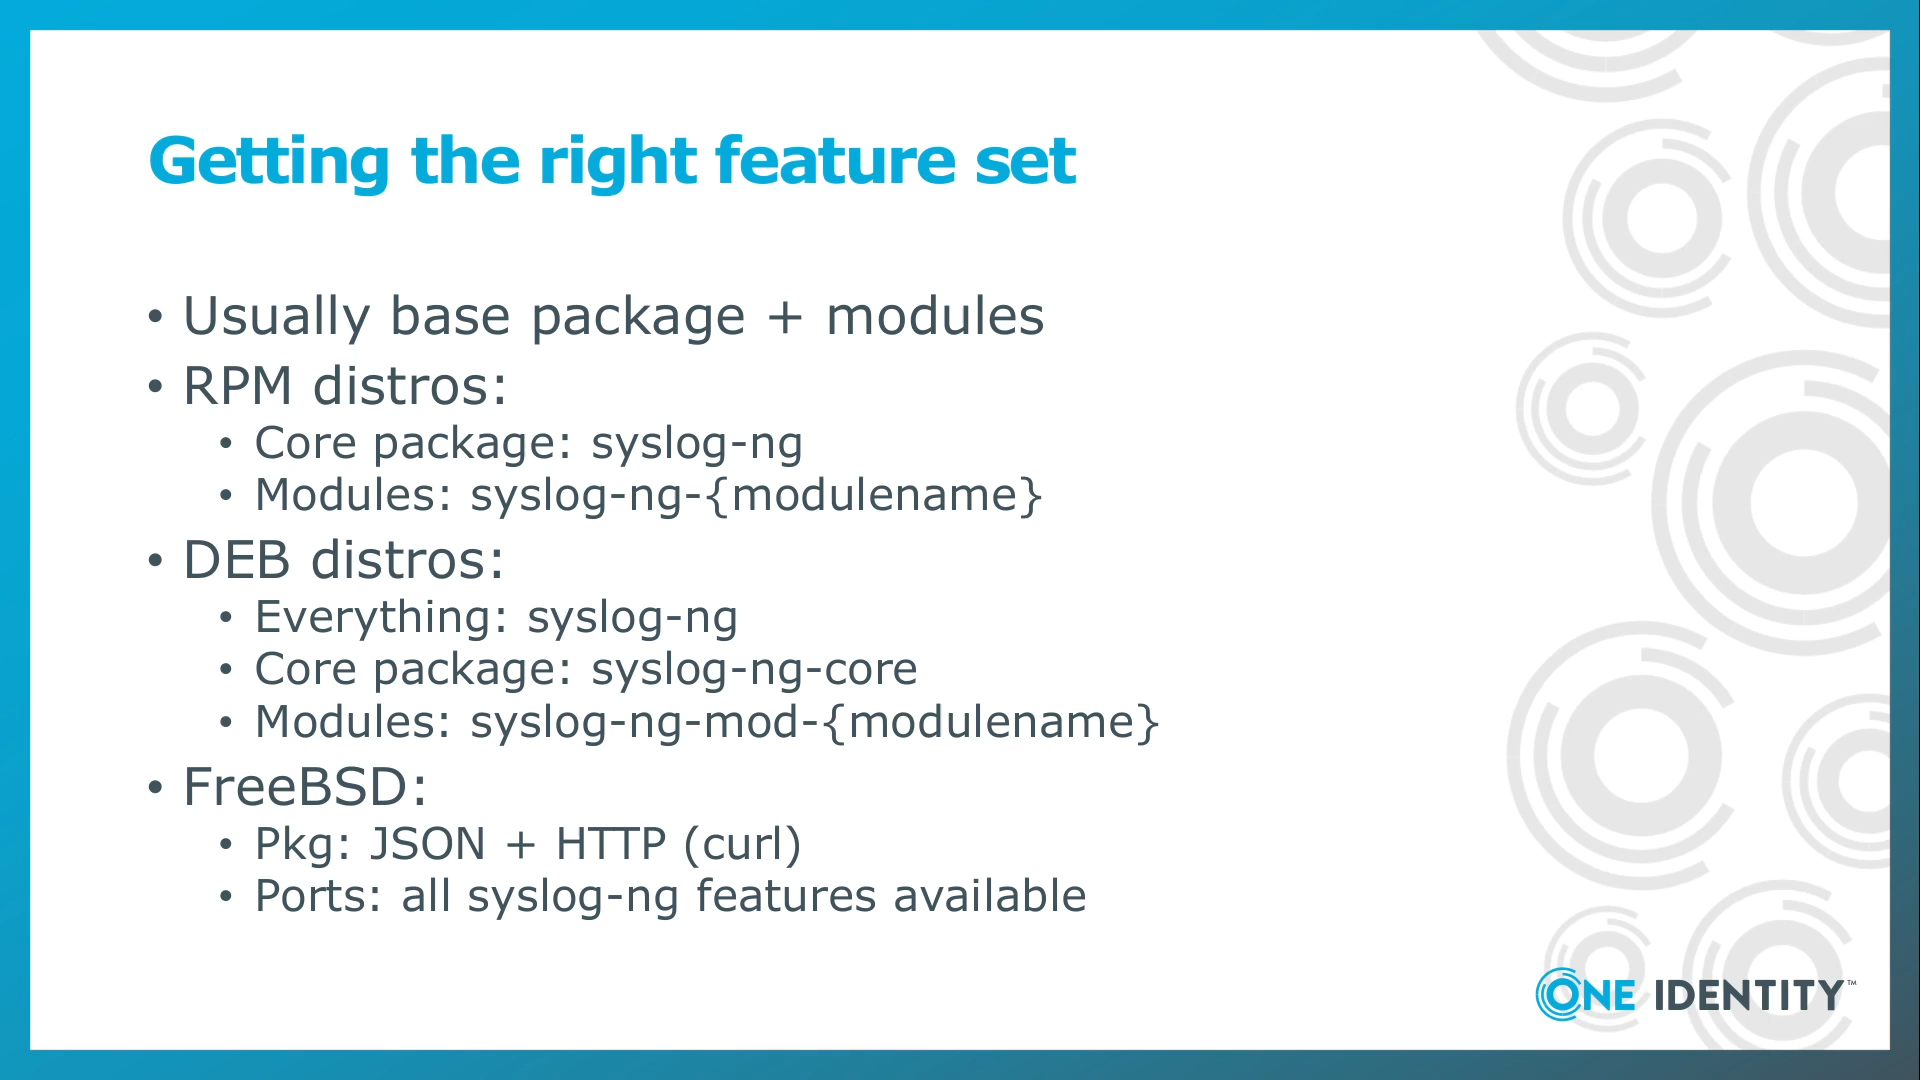 Getting the right feature set
• Usually base package + modules
• RPM distros:
• Core package: syslog-ng
• Modules: syslog-ng-{modulename}
• DEB distros:
• Everything: syslog-ng
• Core package: syslog-ng-core
• Modules: syslog-ng-mod-{modulename}
• FreeBSD:
• Pkg: JSON + HTTP (curl)
• Ports: all syslog-ng features available
ONE IDENTITY™